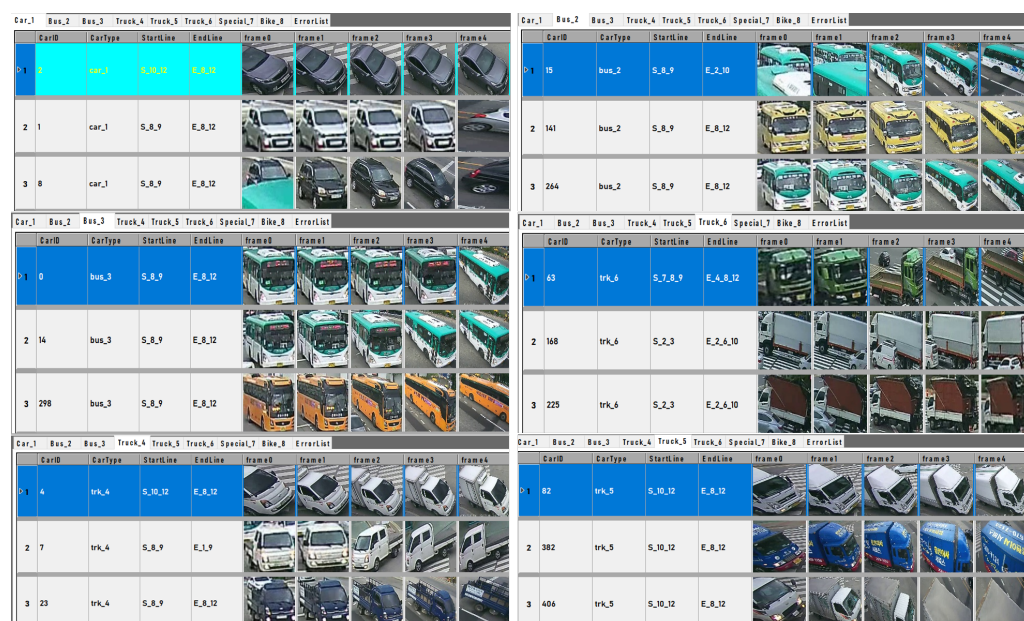 Car_1 Bus_2 Bus_3 Truck_4 Truck_5 Truck_6 Special_7 Bike_8 ErrorList
CarID CarType StartLine EndLine frame0 frame1 frame2 frame3 frame4
1 2 car_1 S_10_12 E_8_12
2 1 car_1 S_8_9 E_8_12
3 8 car_1 S_8_9 E_8_12
Car_1 Bus_2 Bus_3 Truck_4 Truck_5 Truck_6 Special_7 Bike_8 ErrorList
CarID CarType StartLine EndLine frame0 frame1 frame2 frame3 frame4
1 15 bus_2 S_8_9 E_2_10
2 141 bus_2 S_8_9 E_8_12
3 264 bus_2 S_8_9 E_8_12
Car_1 Bus_2 Bus_3 Truck_4 Truck_5 Truck_6 Special_7 Bike_8 ErrorList
CarID CarType StartLine EndLine frame0 frame1 frame2 frame3 frame4
1 0 bus_3 S_8_9 E_8_12
2 14 bus_3 S_8_9 E_8_12
3 298 bus_3 S_8_9 E_8_12
Car_1 Bus_2 Bus_3 Truck_4 Truck_5 Truck_6 Special_7 Bike_8 ErrorList
CarID CarType StartLine EndLine frame0 frame1 frame2 frame3 frame4
1 63 trk_6 S_7_8_9 E_4_8_12
2 168 trk_6 S_2_3 E_2_6_10
3 225 trk_6 S_2_3 E_2_6_10
Car_1 Bus_2 Bus_3 Truck_4 Truck_5 Truck_6 Special_7 Bike_8 ErrorList
CarID CarType StartLine EndLine frame0 frame1 frame2 frame3 frame4
1 4 trk_4 S_10_12 E_8_12
2 7 trk_4 S_8_9 E_1_9
3 23 trk_4 S_8_9 E_8_12
Car_1 Bus_2 Bus_3 Truck_4 Truck_5 Truck_6 Special_7 Bike_8 ErrorList
CarID CarType StartLine EndLine frame0 frame1 frame2 frame3 frame4
1 82 trk_5 S_10_12 E_8_12
2 382 trk_5 S_10_12 E_8_12
3 406 trk_5 S_10_12 E_8_12